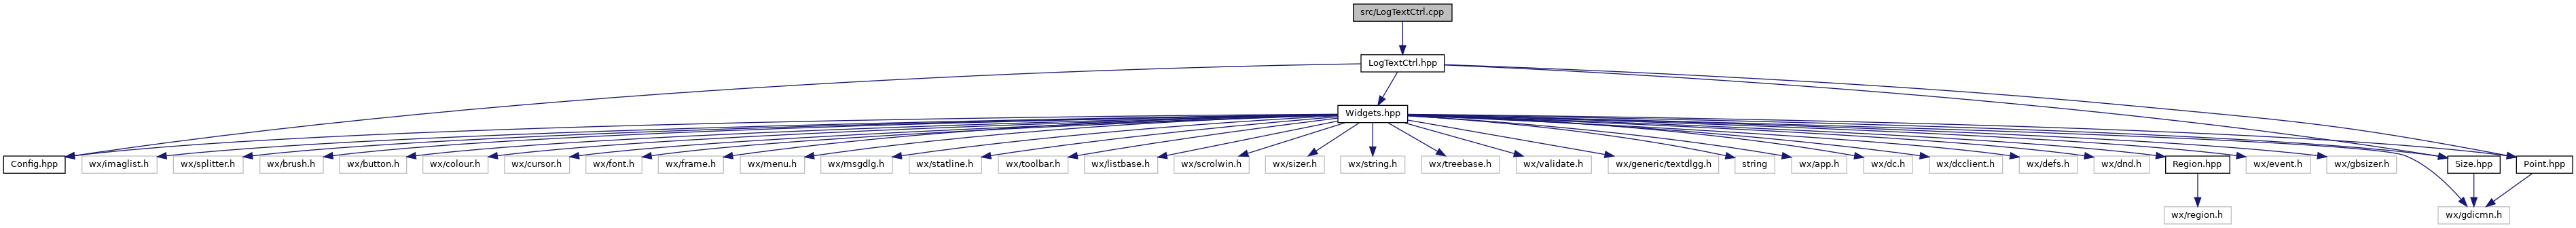 src/LogTextCtrl.cpp
LogTextCtrl.hpp
Widgets.hpp
Config.hpp
wx/imaglist.h
wx/splitter.h
wx/brush.h
wx/button.h
wx/colour.h
wx/cursor.h
wx/font.h
wx/frame.h
wx/menu.h
wx/msgdlg.h
wx/statline.h
wx/toolbar.h
wx/listbase.h
wx/scrolwin.h
wx/sizer.h
wx/string.h
wx/treebase.h
wx/validate.h
wx/generic/textdlgg.h
string
wx/app.h
wx/dc.h
wx/dcclient.h
wx/defs.h
wx/dnd.h
Region.hpp
wx/event.h
wx/gbsizer.h
Size.hpp
Point.hpp
wx/region.h
wx/gdicmn.h